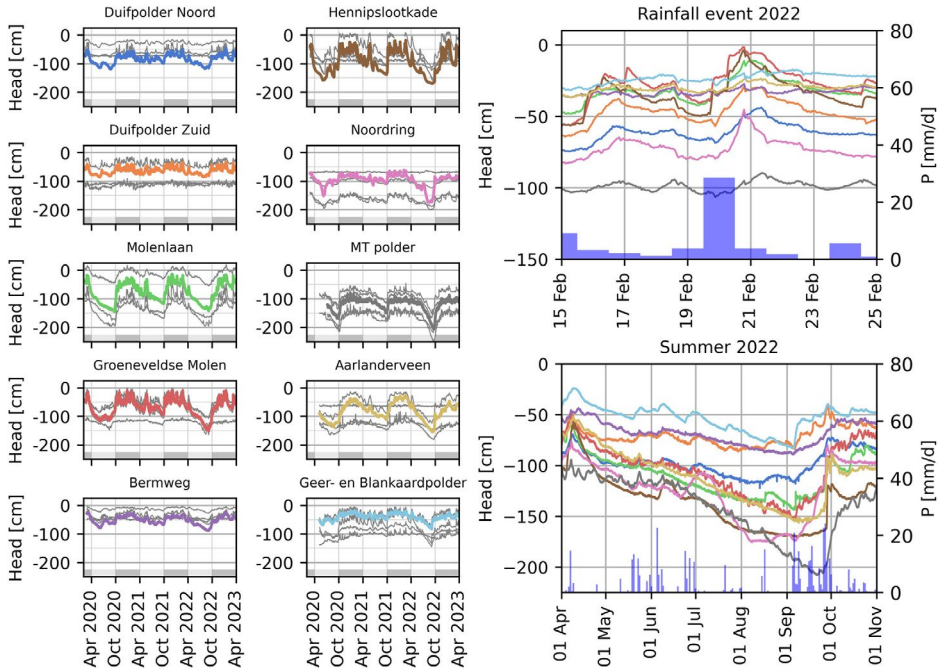 Duifpolder Noord
Hennipslootkade
Head [cm]
0
-100
-200
Duifpolder Zuid
Noordring
Head [cm]
0
-100
-200
Molenlaan
MT polder
Head [cm]
0
-100
-200
Groeneveldse Molen
Aarlanderveen
Head [cm]
0
-100
-200
Bermweg
Geer- en Blankaardpolder
Head [cm]
0
-100
-200
Apr 2020
Oct 2020
Apr 2021
Oct 2021
Apr 2022
Oct 2022
Apr 2023
Apr 2020
Oct 2020
Apr 2021
Oct 2021
Apr 2022
Oct 2022
Apr 2023
Rainfall event 2022
Head [cm]
0
−50
−100
−150
80
60
40
20
0
P [mm/d]
15 Feb
17 Feb
19 Feb
21 Feb
23 Feb
25 Feb
Summer 2022
Head [cm]
0
−50
−100
−150
−200
80
60
40
20
0
P [mm/d]
01 Apr
01 May
01 Jun
01 Jul
01 Aug
01 Sep
01 Oct
01 Nov